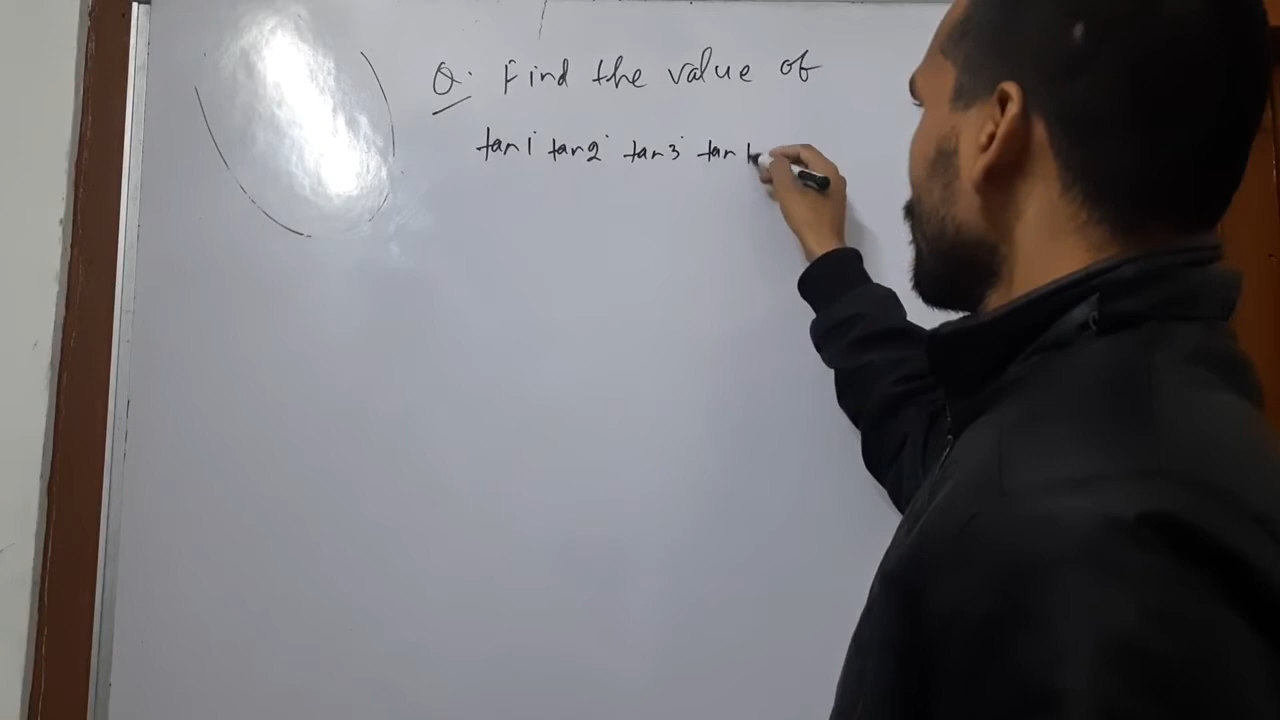 Q. Find the value of
tan1° tan2° tan3° tan